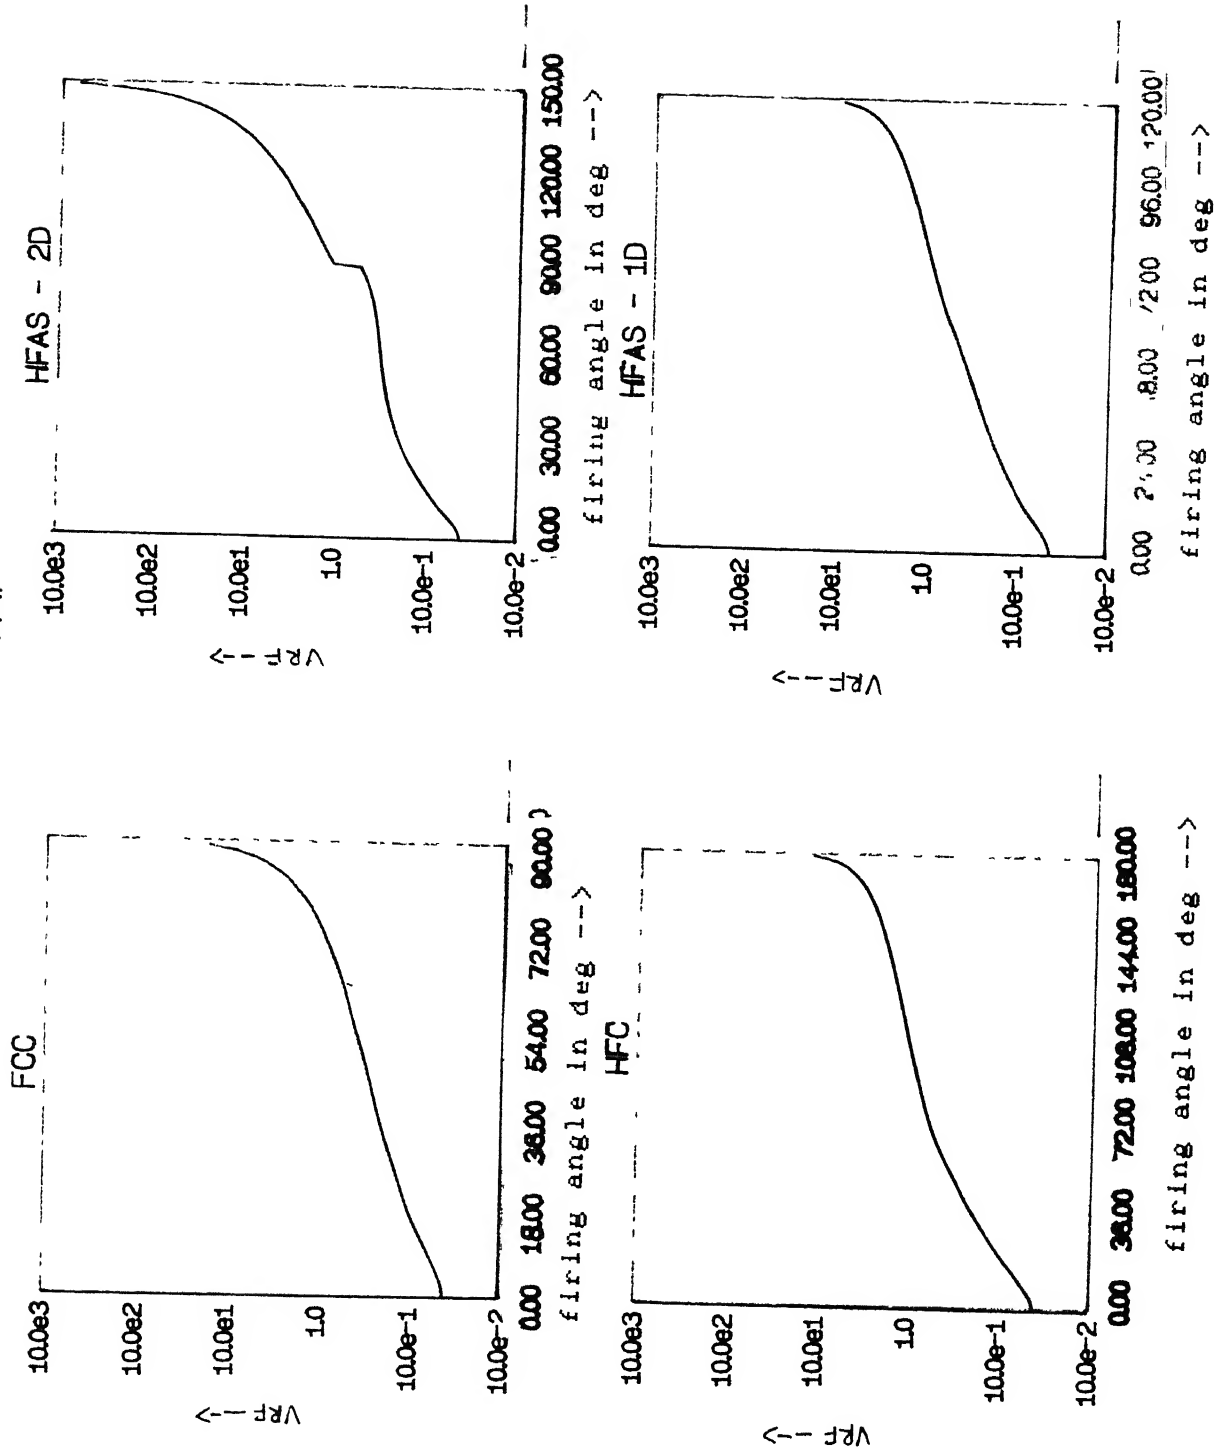 FCC
10.0e3
10.0e2
10.0e1
1.0
10.0e-1
10.0e-2
VRF -->
0.00 18.00 36.00 54.00 72.00 90.00
firing angle in deg -->
HFAS - 2D
10.0e3
10.0e2
10.0e1
1.0
10.0e-1
10.0e-2
VRF -->
0.00 30.00 60.00 90.00 120.00 150.00
firing angle in deg -->
HFC
10.0e3
10.0e2
10.0e1
1.0
10.0e-1
10.0e-2
VRF -->
0.00 36.00 72.00 108.00 144.00 180.00
firing angle in deg -->
HFAS - 1D
10.0e3
10.0e2
10.0e1
1.0
10.0e-1
10.0e-2
VRF -->
0.00 96.00 120.00
firing angle in deg -->